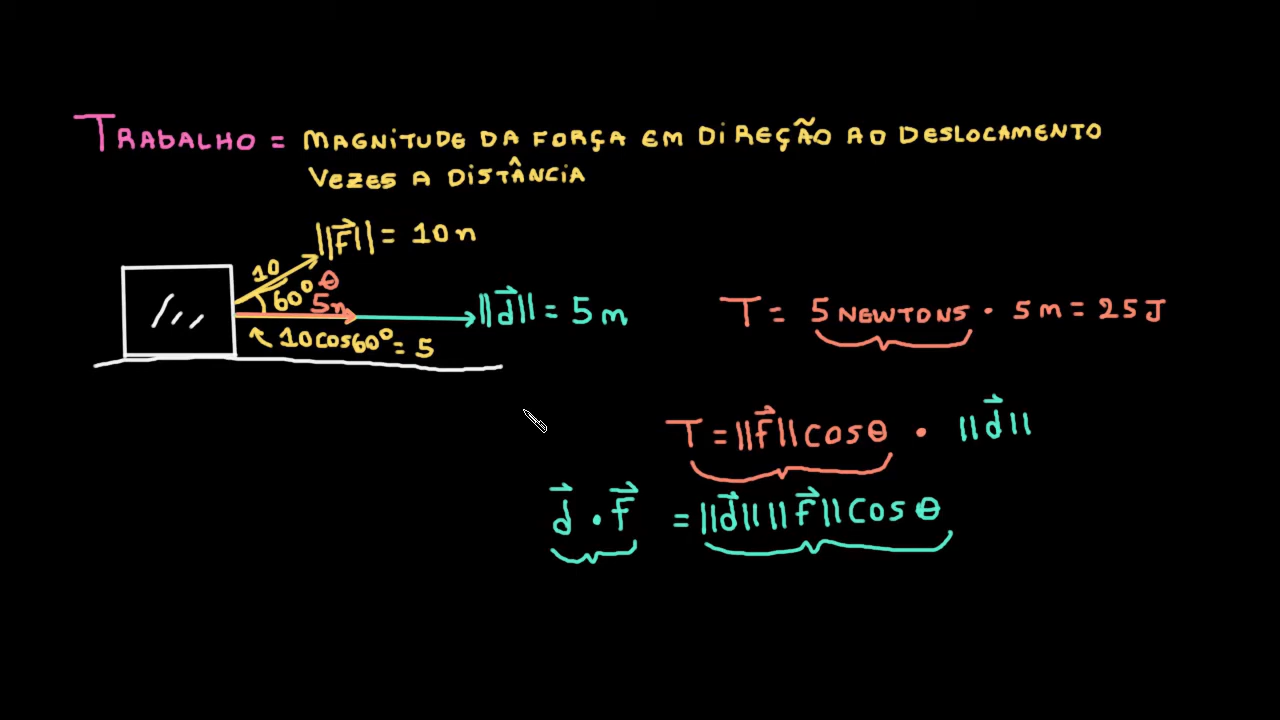 TRABALHO = MAGNITUDE DA FORÇA EM DIREÇÃO AO DESLOCAMENTO
VEZES A DISTÂNCIA
||f⃗|| = 10 n
10
θ
60°
5n
||d⃗|| = 5 m
10cos60° = 5
T = 5 NEWTONS · 5 m = 25 J
T = ||f⃗|| cos θ · ||d⃗||
d⃗ · f⃗ = ||d⃗|| ||f⃗|| cos θ